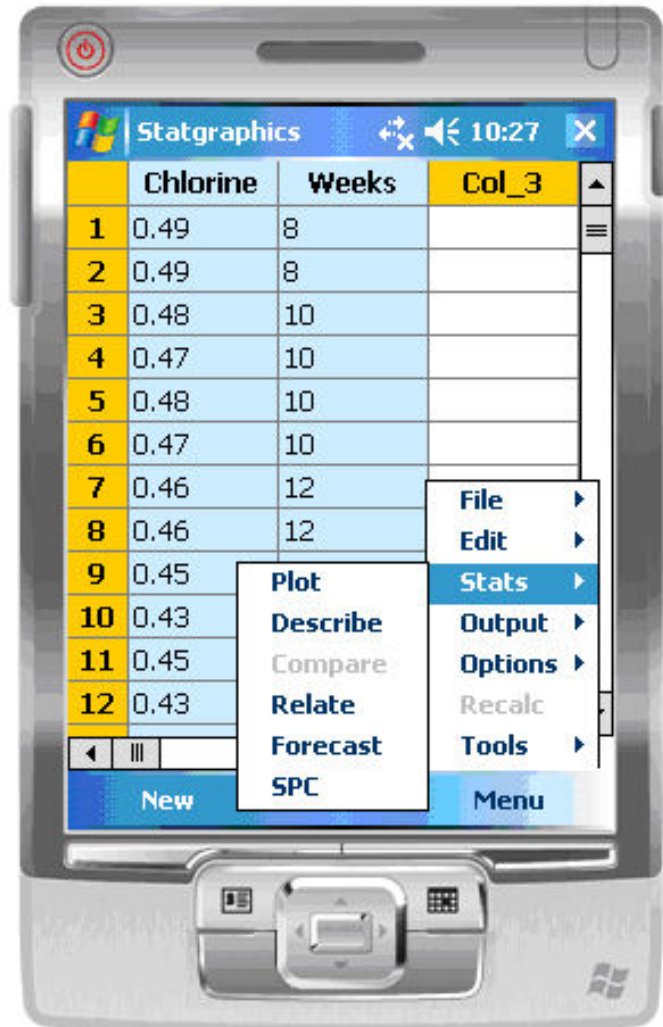 Statgraphics 10:27
Chlorine Weeks Col_3
1 0.49 8
2 0.49 8
3 0.48 10
4 0.47 10
5 0.48 10
6 0.47 10
7 0.46 12
8 0.46 12
9 0.45
10 0.43
11 0.45
12 0.43
File
Edit
Stats
Output
Options
Recalc
Tools
Plot
Describe
Compare
Relate
Forecast
SPC
New Menu